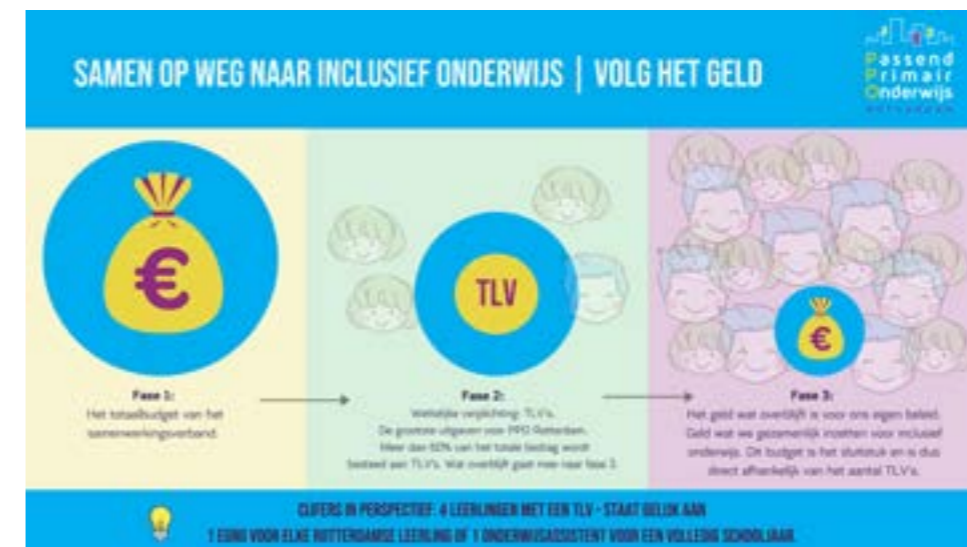 SAMEN OP WEG NAAR INCLUSIEF ONDERWIJS | VOLG HET GELD
Passend
Primair
Onderwijs
ROTTERDAM
€
Fase 1:
Het totaalbudget van het
samenwerkingsverband.
TLV
Fase 2:
Wettelijke verplichting: TLV's.
De grootste uitgaven voor PPO Rotterdam.
Meer dan 60% van het totale bedrag wordt
besteed aan TLV's. Wat overblijft gaat mee naar fase 3.
€
Fase 3:
Het geld wat overblijft is voor ons eigen beleid.
Geld wat we gezamenlijk inzetten voor inclusief
onderwijs. Dit budget is het sluitstuk en is dus
direct afhankelijk van het aantal TLV's.
CIJFERS IN PERSPECTIEF: 4 LEERLINGEN MET EEN TLV - STAAT GELIJK AAN
1 EURO VOOR ELKE ROTTERDAMSE LEERLING OF 1 ONDERWIJSASSISTENT VOOR EEN VOLLEDIG SCHOOLJAAR.